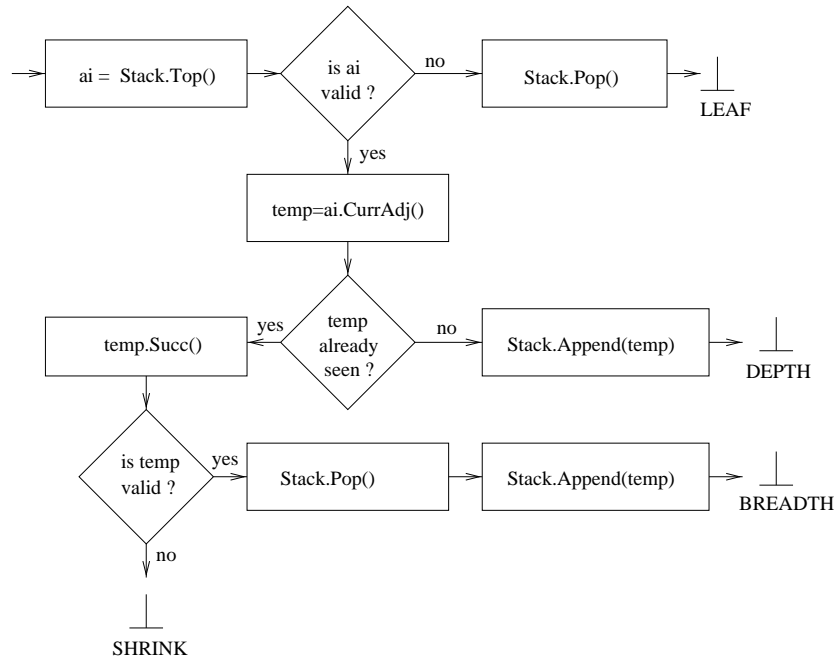 ai = Stack.Top()
is ai
valid ?
no
Stack.Pop()
LEAF
yes
temp=ai.CurrAdj()
temp.Succ()
yes
temp
already
seen ?
no
Stack.Append(temp)
DEPTH
is temp
valid ?
yes
Stack.Pop()
Stack.Append(temp)
BREADTH
no
SHRINK